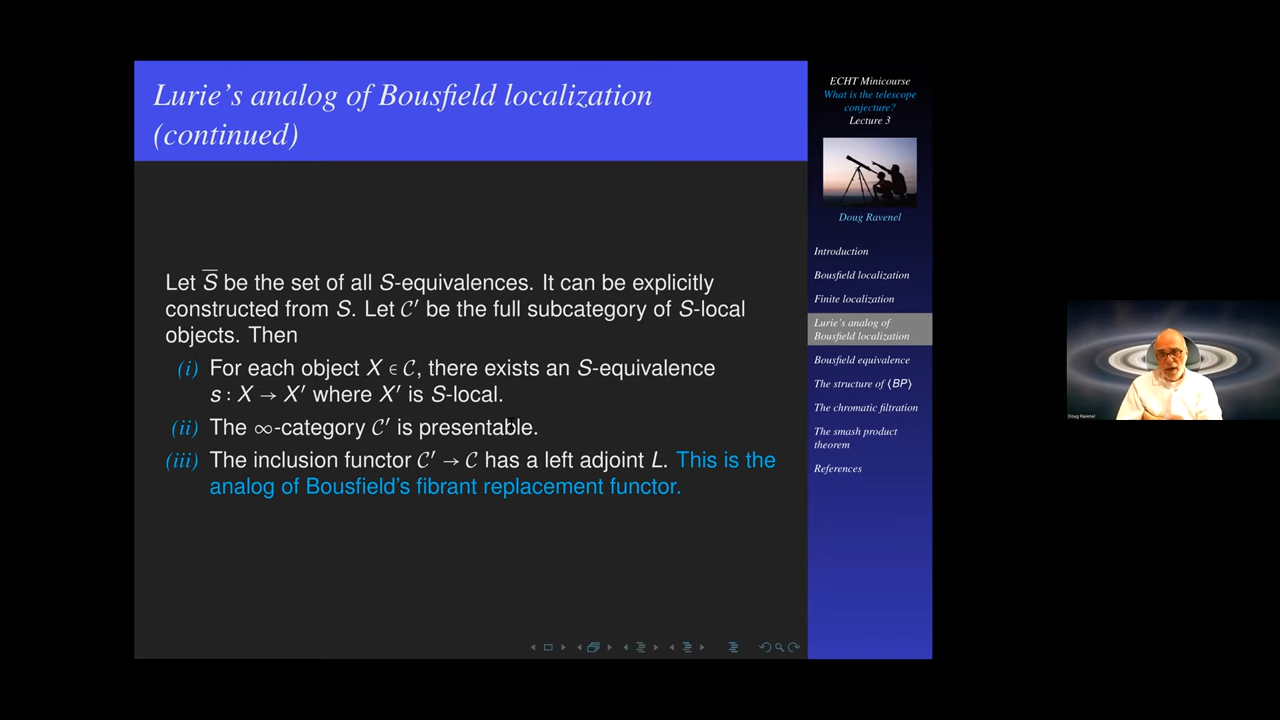 Lurie's analog of Bousfield localization
(continued)
Let S̅ be the set of all S-equivalences. It can be explicitly
constructed from S. Let 𝒞′ be the full subcategory of S-local
objects. Then
(i) For each object X ∈ 𝒞, there exists an S-equivalence
s : X → X′ where X′ is S-local.
(ii) The ∞-category 𝒞′ is presentable.
(iii) The inclusion functor 𝒞′ → 𝒞 has a left adjoint L. This is the
analog of Bousfield's fibrant replacement functor.
ECHT Minicourse
What is the telescope
conjecture?
Lecture 3
Doug Ravenel
Introduction
Bousfield localization
Finite localization
Lurie's analog of
Bousfield localization
Bousfield equivalence
The structure of ⟨BP⟩
The chromatic filtration
The smash product
theorem
References
Doug Ravenel